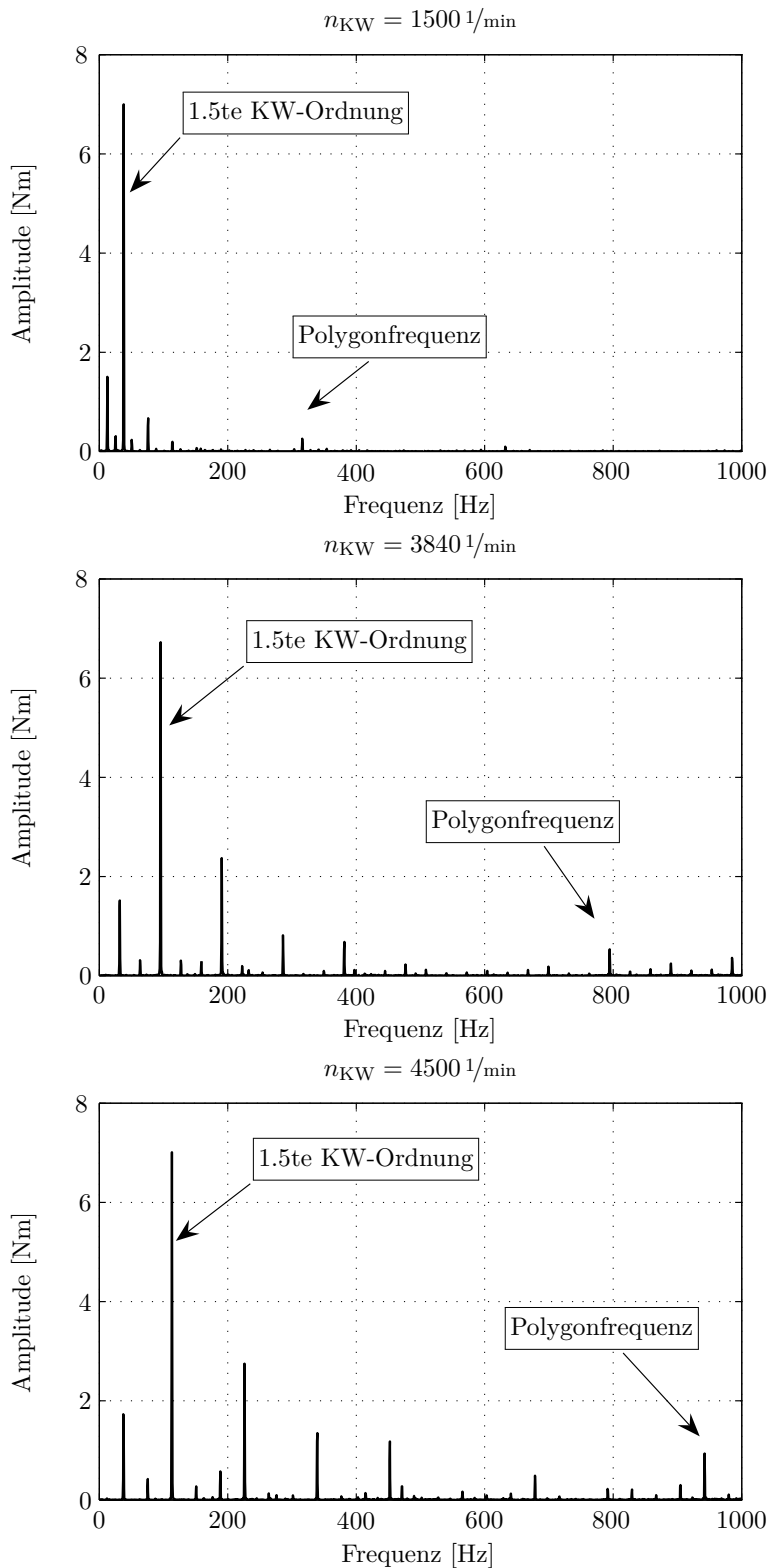 n_KW = 1500 1/min
8
1.5te KW-Ordnung
6
Amplitude [Nm]
4
Polygonfrequenz
2
0
0 200 400 600 800 1000
Frequenz [Hz]
n_KW = 3840 1/min
8
1.5te KW-Ordnung
6
Amplitude [Nm]
4
Polygonfrequenz
2
0
0 200 400 600 800 1000
Frequenz [Hz]
n_KW = 4500 1/min
8
1.5te KW-Ordnung
6
Amplitude [Nm]
4
Polygonfrequenz
2
0
0 200 400 600 800 1000
Frequenz [Hz]